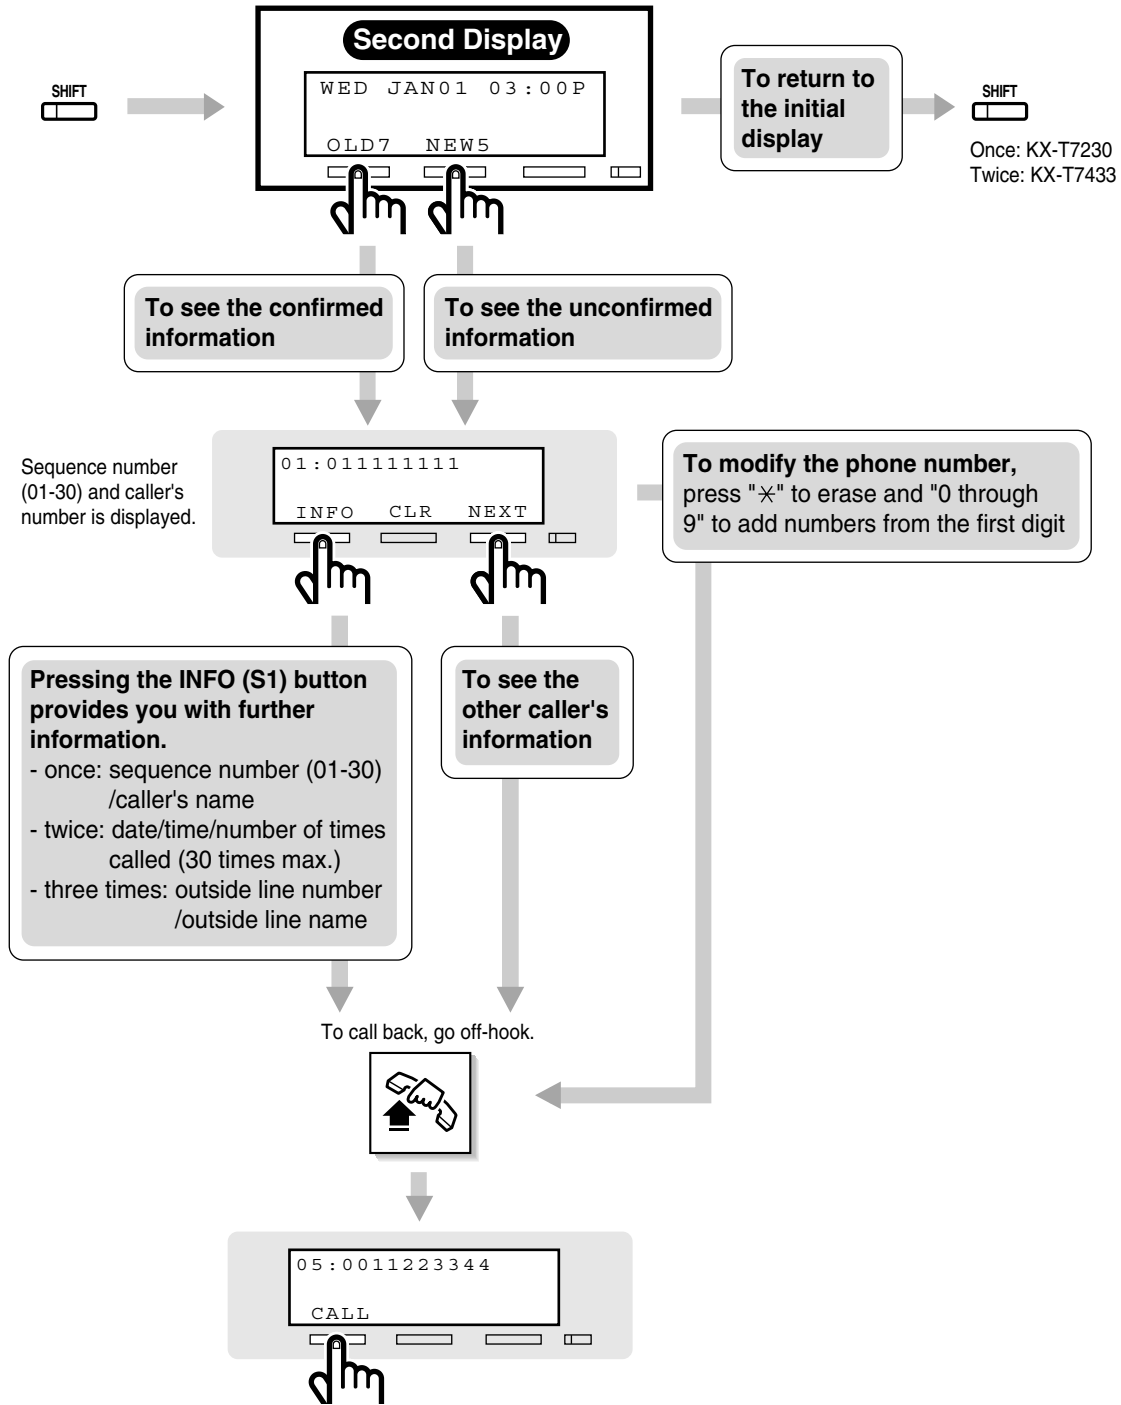 Second Display
SHIFT
WED JAN01 03:00P
OLD7 NEW5
To return to
the initial
display
SHIFT
Once: KX-T7230
Twice: KX-T7433
To see the confirmed
information
To see the unconfirmed
information
Sequence number
(01-30) and caller's
number is displayed.
01:011111111
INFO CLR NEXT
To modify the phone number,
press "✳" to erase and "0 through
9" to add numbers from the first digit
Pressing the INFO (S1) button
provides you with further
information.
- once: sequence number (01-30)
/caller's name
- twice: date/time/number of times
called (30 times max.)
- three times: outside line number
/outside line name
To see the
other caller's
information
To call back, go off-hook.
05:0011223344
CALL